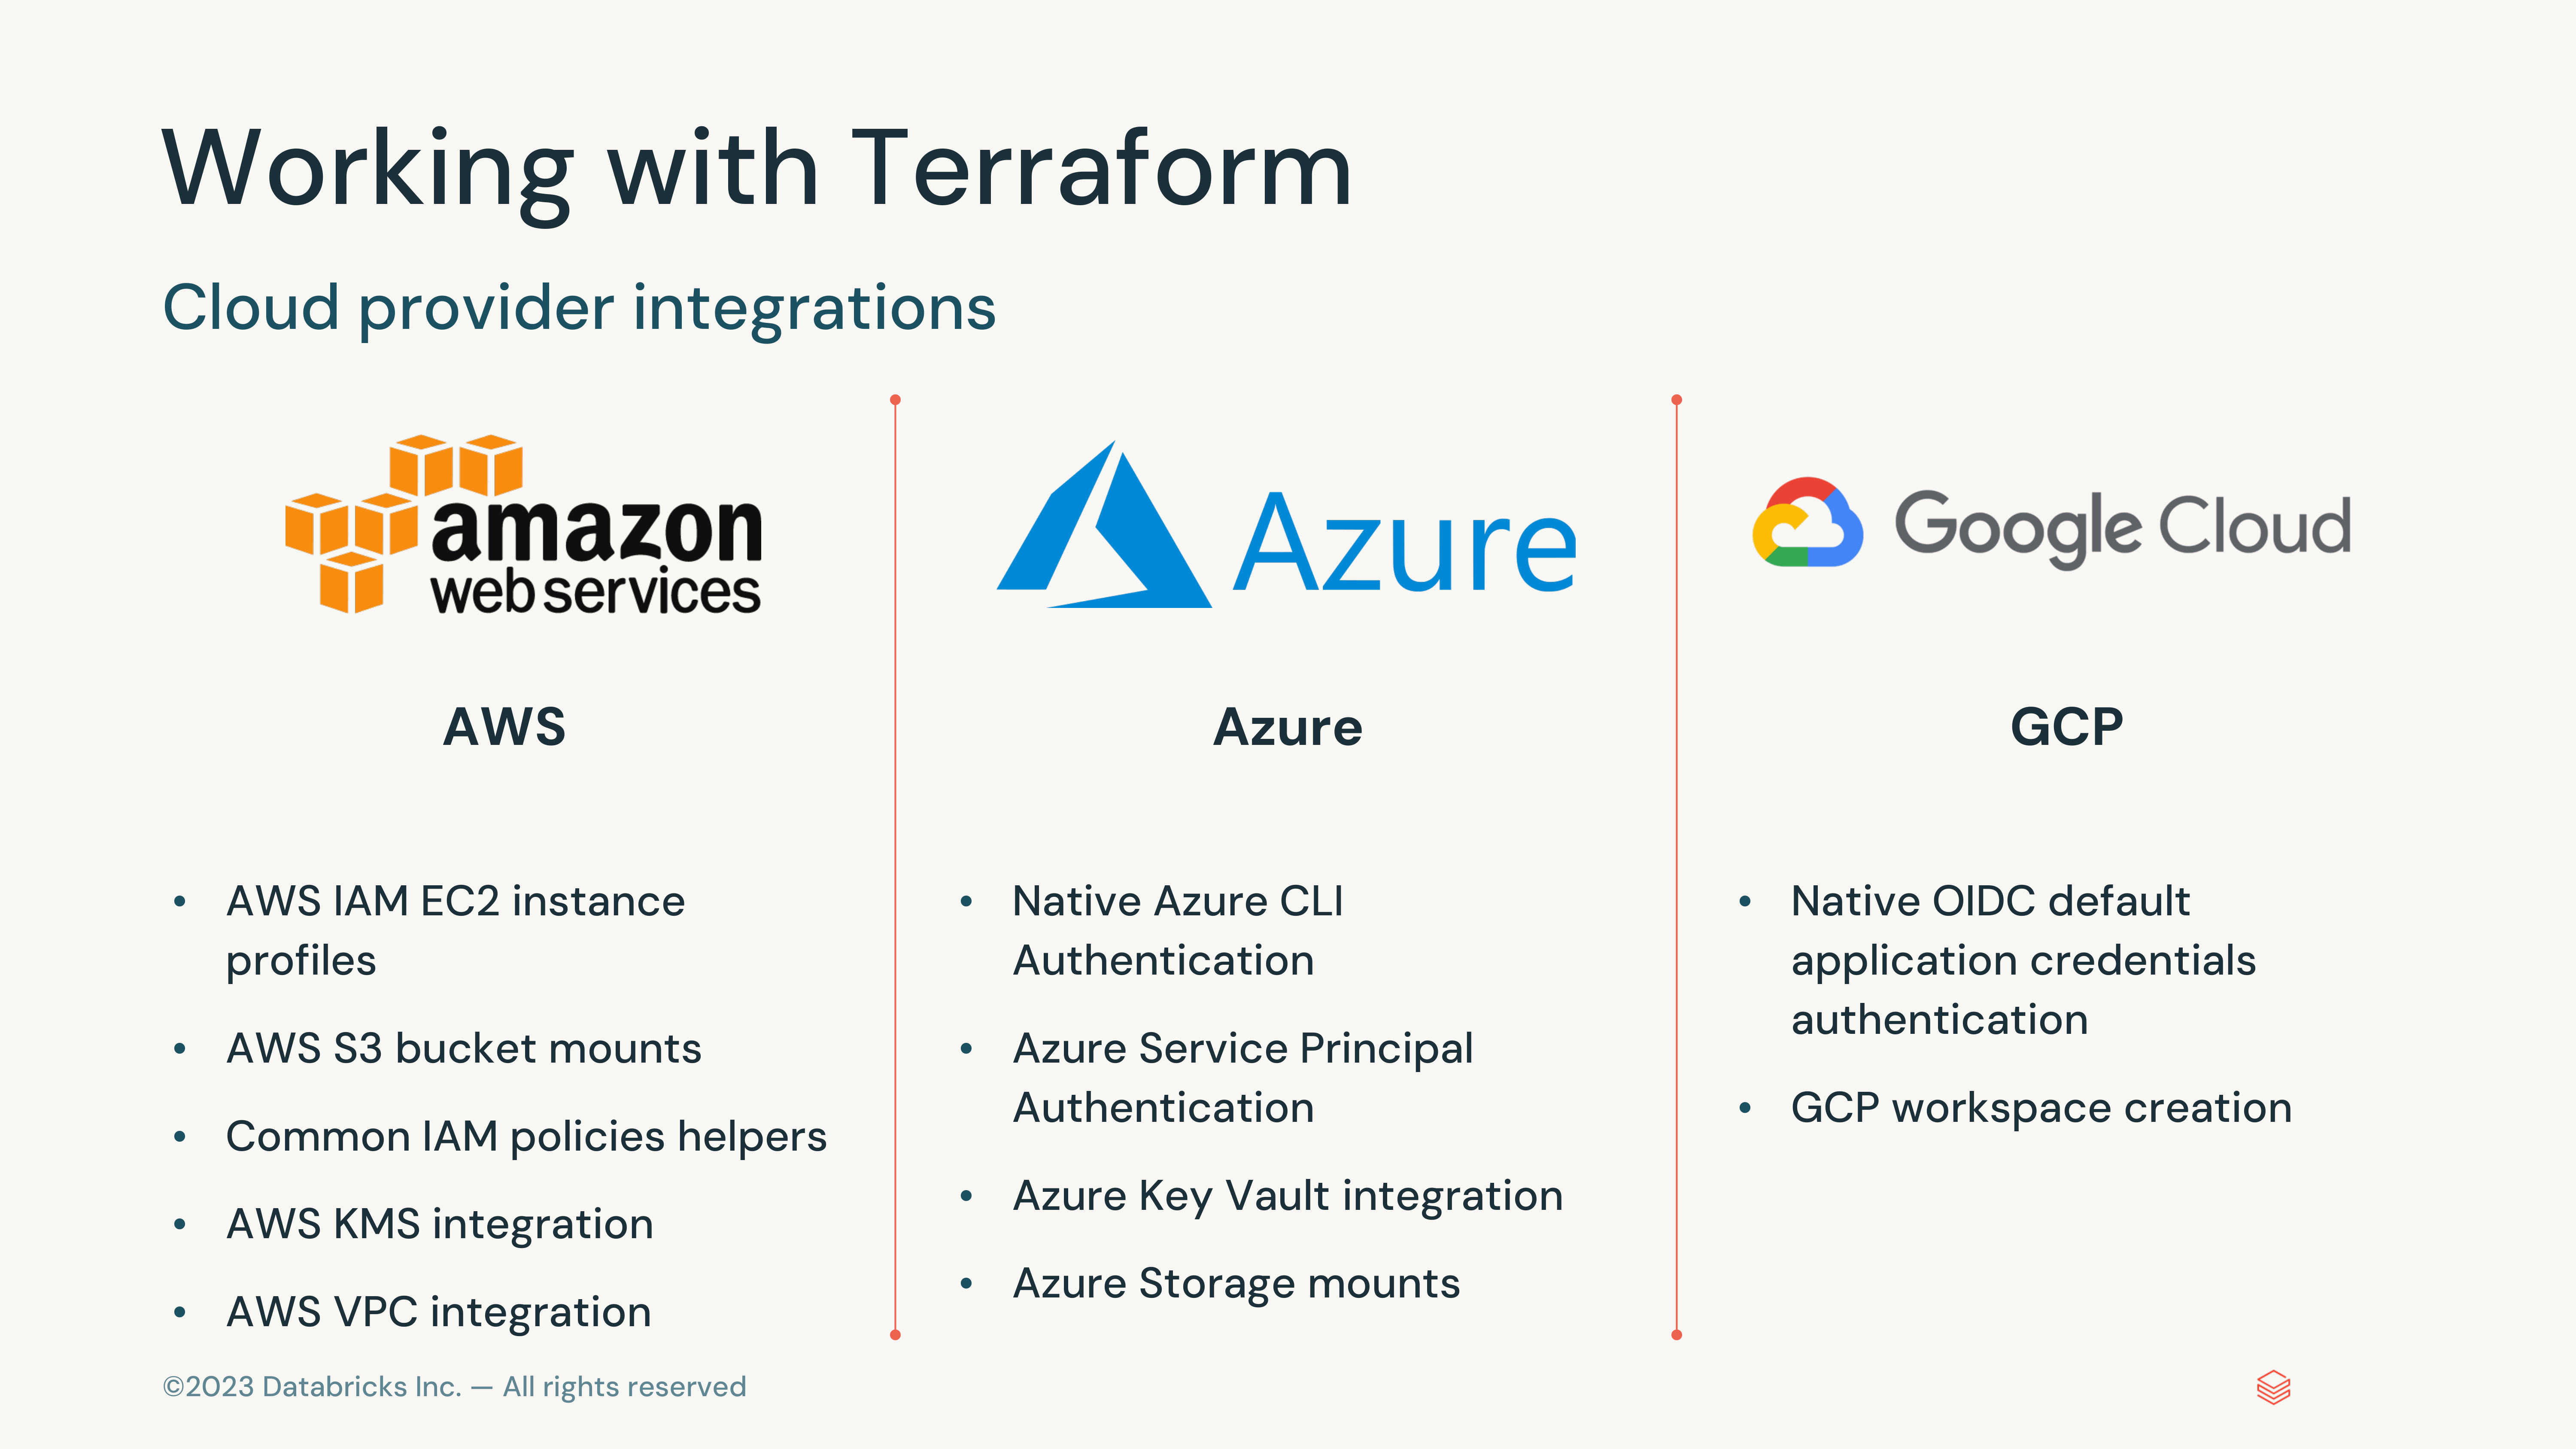 Working with Terraform
Cloud provider integrations
amazon
web services
AWS
• AWS IAM EC2 instance
profiles
• AWS S3 bucket mounts
• Common IAM policies helpers
• AWS KMS integration
• AWS VPC integration
Azure
Azure
• Native Azure CLI
Authentication
• Azure Service Principal
Authentication
• Azure Key Vault integration
• Azure Storage mounts
Google Cloud
GCP
• Native OIDC default
application credentials
authentication
• GCP workspace creation
©2023 Databricks Inc. — All rights reserved